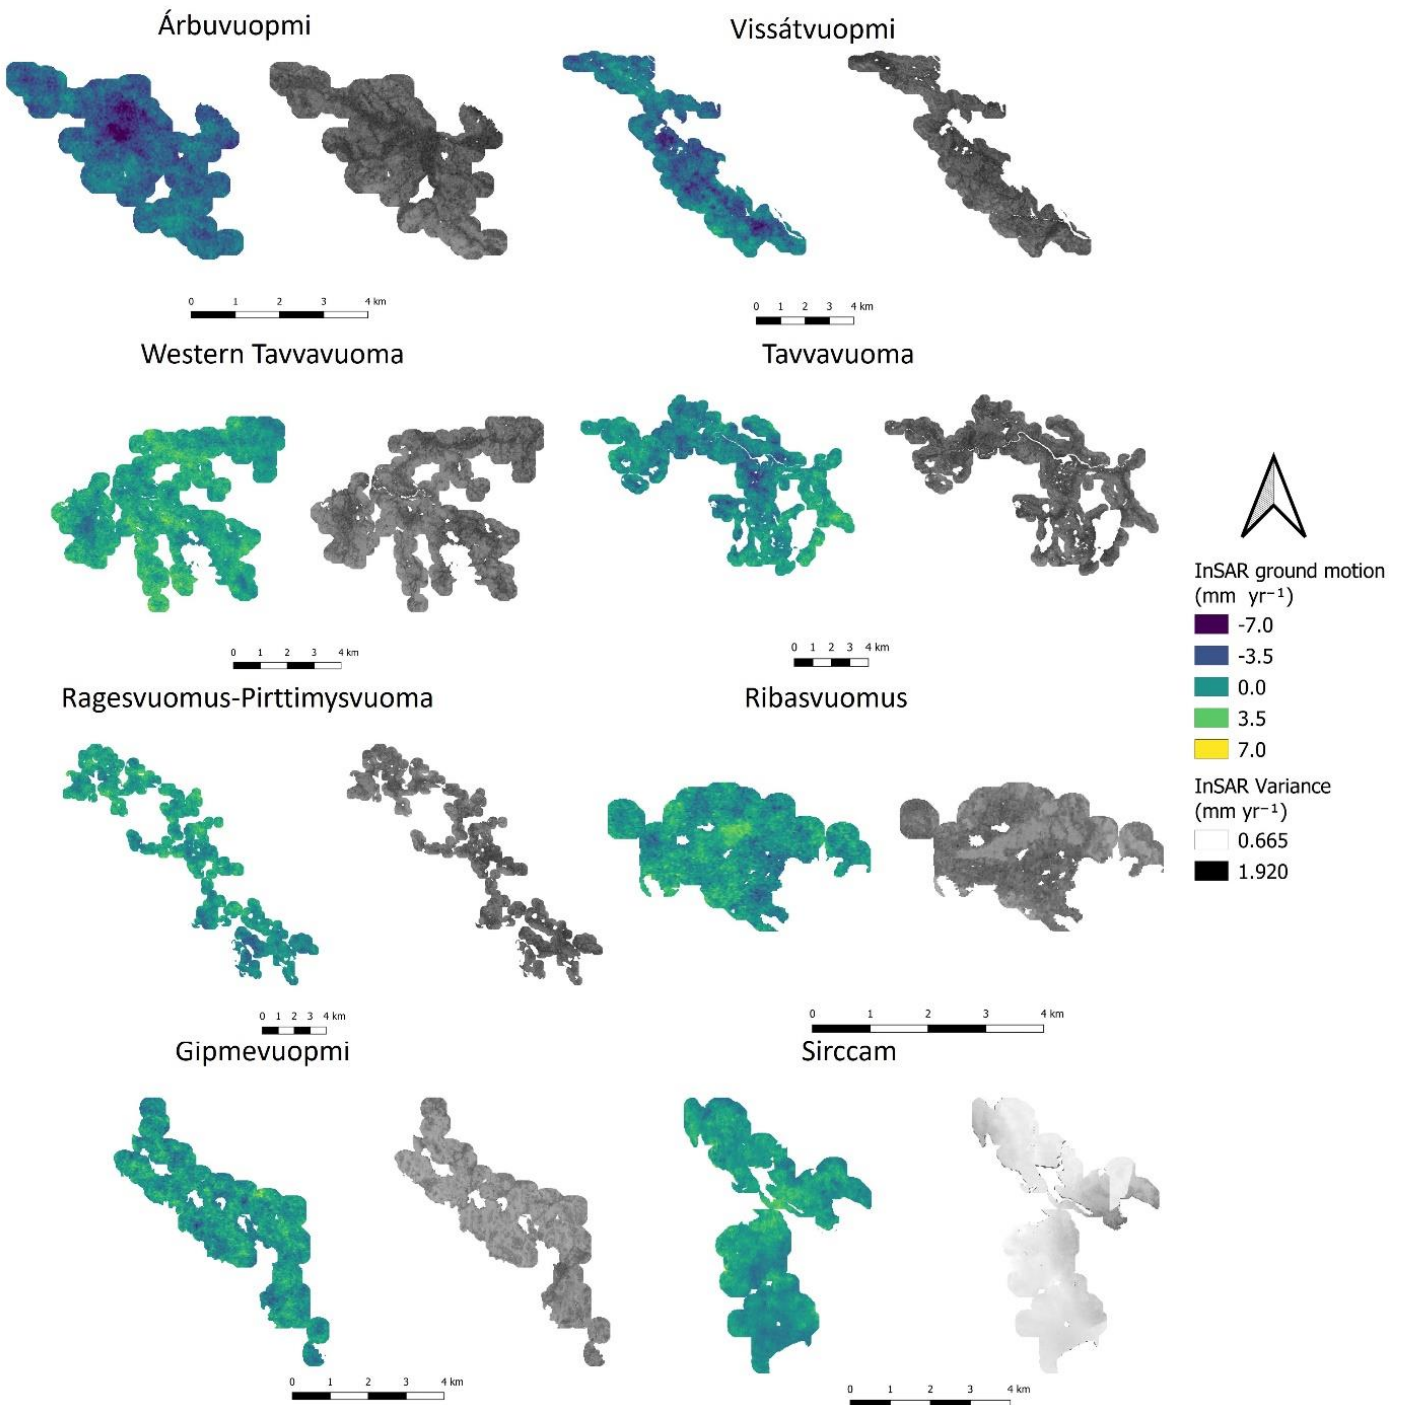 Árbuvuopmi
Vissátvuopmi
0 1 2 3 4 km
0 1 2 3 4 km
Western Tavvavuoma
Tavvavuoma
0 1 2 3 4 km
0 1 2 3 4 km
InSAR ground motion
(mm yr⁻¹)
-7.0
-3.5
0.0
3.5
7.0
InSAR Variance
(mm yr⁻¹)
0.665
1.920
Ragesvuomus-Pirttimysvuoma
Ribasvuomus
0 1 2 3 4 km
0 1 2 3 4 km
Gipmevuopmi
Sirccam
0 1 2 3 4 km
0 1 2 3 4 km